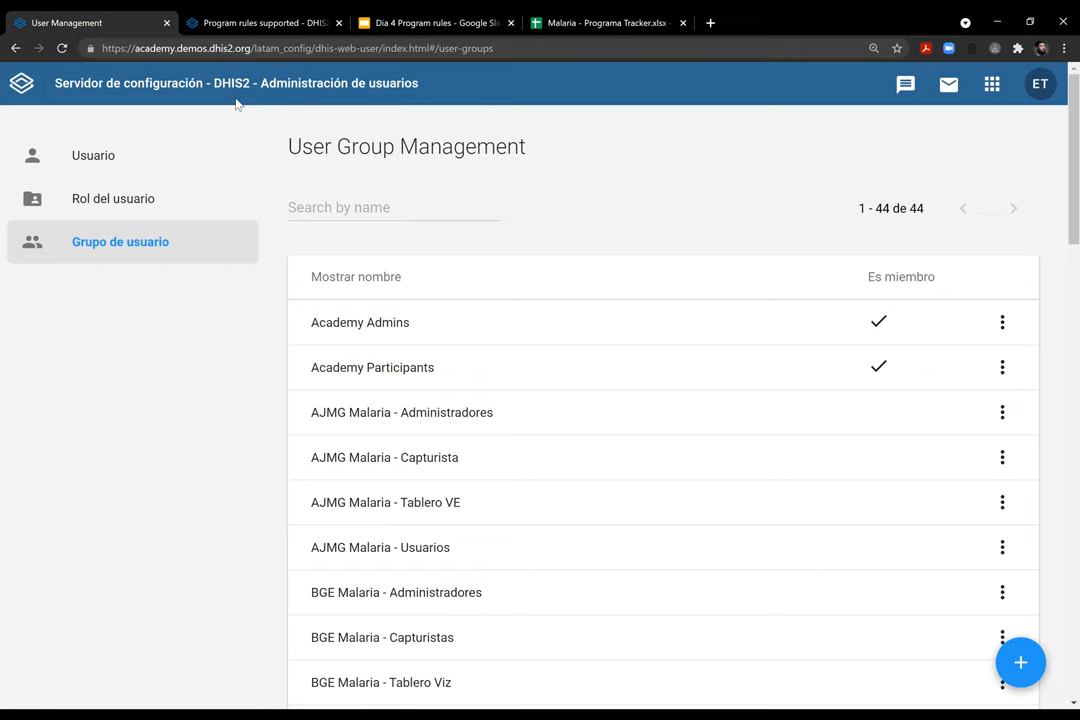 User Management
Program rules supported - DHIS2
Dia 4 Program rules - Google Sli
Malaria - Programa Tracker.xlsx -
https://academy.demos.dhis2.org/latam_config/dhis-web-user/index.html#/user-groups
Servidor de configuración - DHIS2 - Administración de usuarios
ET
Usuario
Rol del usuario
Grupo de usuario
User Group Management
Search by name
1 - 44 de 44
Mostrar nombre
Es miembro
Academy Admins
Academy Participants
AJMG Malaria - Administradores
AJMG Malaria - Capturista
AJMG Malaria - Tablero VE
AJMG Malaria - Usuarios
BGE Malaria - Administradores
BGE Malaria - Capturistas
BGE Malaria - Tablero Viz